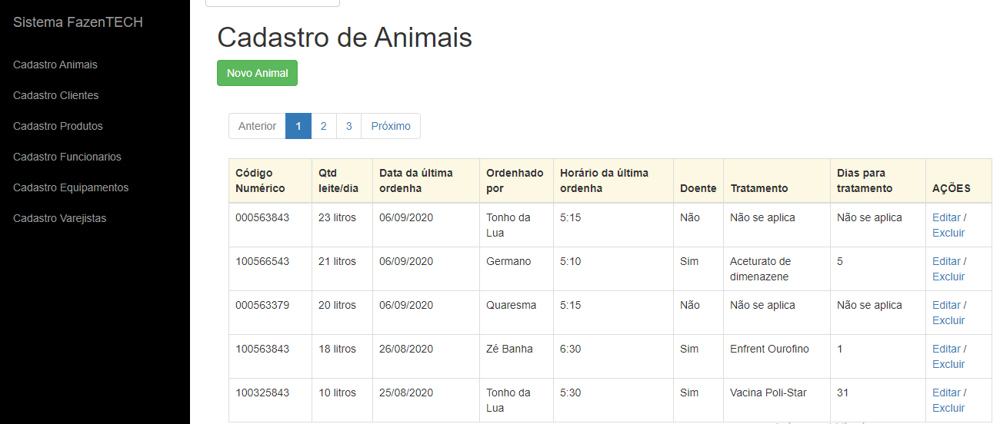 Sistema FazenTECH
Cadastro Animais
Cadastro Clientes
Cadastro Produtos
Cadastro Funcionarios
Cadastro Equipamentos
Cadastro Varejistas
Cadastro de Animais
Novo Animal
Anterior 1 2 3 Próximo
Código Numérico Qtd leite/dia Data da última ordenha Ordenhado por Horário da última ordenha Doente Tratamento Dias para tratamento AÇÕES
000563843 23 litros 06/09/2020 Tonho da Lua 5:15 Não Não se aplica Não se aplica Editar / Excluir
100566543 21 litros 06/09/2020 Germano 5:10 Sim Aceturato de dimenazene 5 Editar / Excluir
000563379 20 litros 06/09/2020 Quaresma 5:15 Não Não se aplica Não se aplica Editar / Excluir
100563843 18 litros 26/08/2020 Zé Banha 6:30 Sim Enfrent Ourofino 1 Editar / Excluir
100325843 10 litros 25/08/2020 Tonho da Lua 5:30 Sim Vacina Poli-Star 31 Editar / Excluir